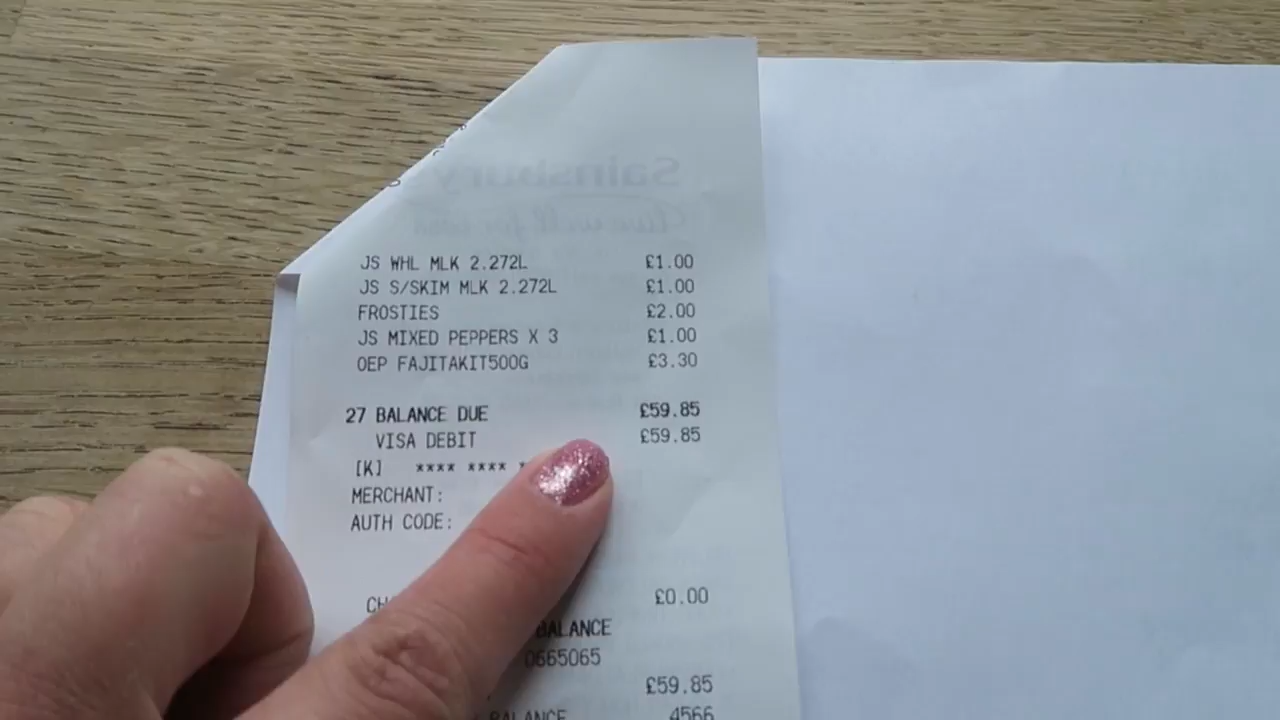 JS WHL MLK 2.272L £1.00
JS S/SKIM MLK 2.272L £1.00
FROSTIES £2.00
JS MIXED PEPPERS X 3 £1.00
OEP FAJITAKIT500G £3.30
27 BALANCE DUE £59.85
VISA DEBIT £59.85
[K] **** **** *
MERCHANT:
AUTH CODE:
£0.00
BALANCE
0665065
£59.85
BALANCE 4566